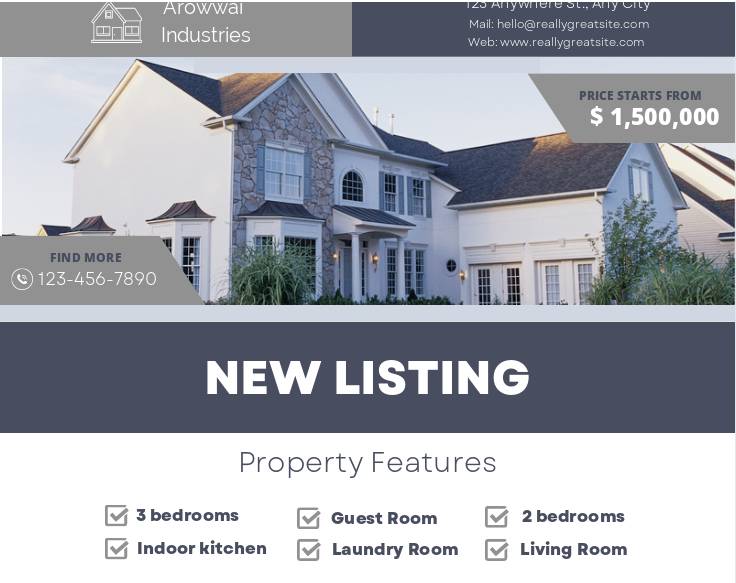 Arowwai
Industries
123 Anywhere St., Any City
Mail: hello@reallygreatsite.com
Web: www.reallygreatsite.com
PRICE STARTS FROM
$ 1,500,000
FIND MORE
123-456-7890
NEW LISTING
Property Features
3 bedrooms
Guest Room
2 bedrooms
Indoor kitchen
Laundry Room
Living Room